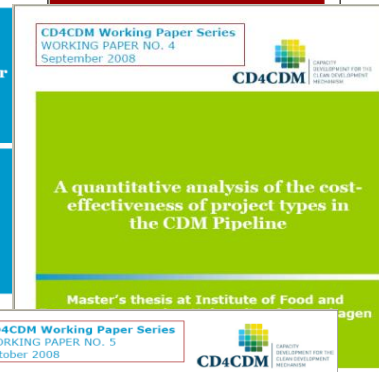 CD4CDM Working Paper Series
WORKING PAPER NO. 4
September 2008
CD4CDM
CAPACITY
DEVELOPMENT FOR THE
CLEAN DEVELOPMENT
MECHANISM
A quantitative analysis of the cost-
effectiveness of project types in
the CDM Pipeline
Master's thesis at Institute of Food and
4CDM Working Paper Series
ORKING PAPER NO. 5
tober 2008
CD4CDM
CAPACITY
DEVELOPMENT FOR THE
CLEAN DEVELOPMENT
MECHANISM